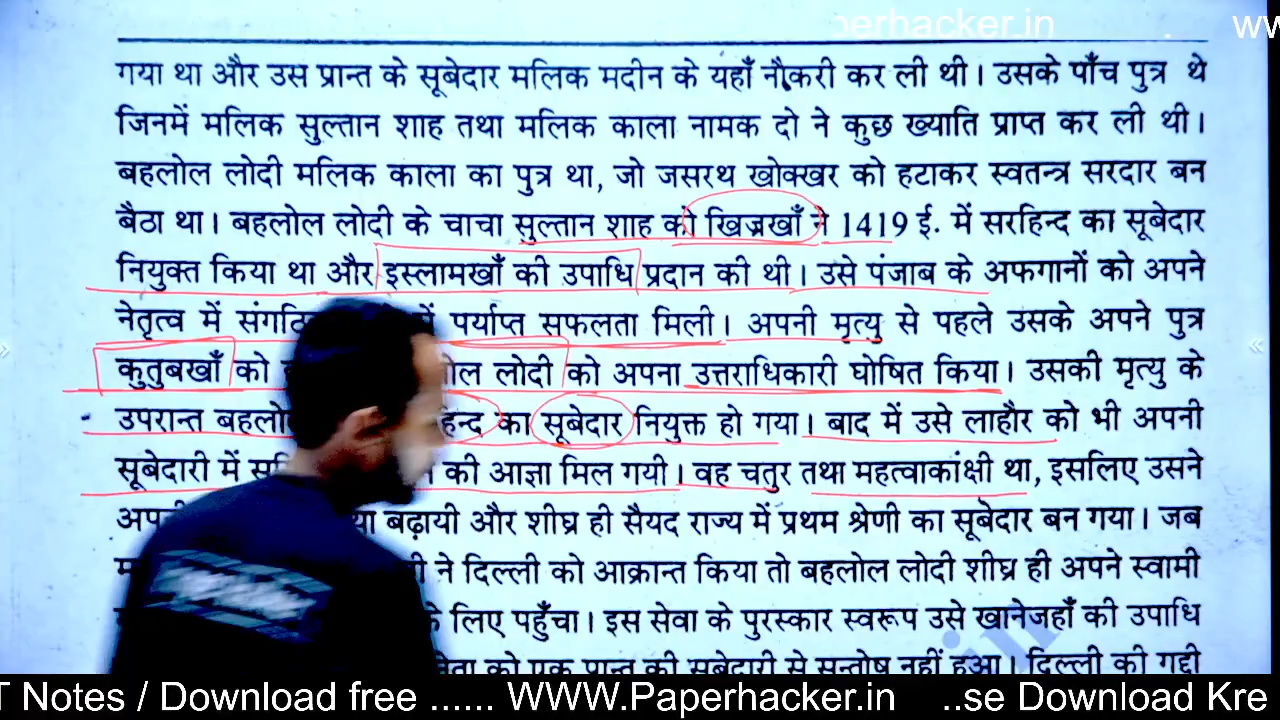 perhacker.in
ww
गया था और उस प्रान्त के सूबेदार मलिक मदीन के यहाँ नौकरी कर ली थी। उसके पाँच पुत्र थे
जिनमें मलिक सुल्तान शाह तथा मलिक काला नामक दो ने कुछ ख्याति प्राप्त कर ली थी।
बहलोल लोदी मलिक काला का पुत्र था, जो जसरथ खोक्खर को हटाकर स्वतन्त्र सरदार बन
बैठा था। बहलोल लोदी के चाचा सुल्तान शाह को खिज्रखाँ ने 1419 ई. में सरहिन्द का सूबेदार
नियुक्त किया था और इस्लामखाँ की उपाधि प्रदान की थी। उसे पंजाब के अफगानों को अपने
नेतृत्व में में पर्याप्त सफलता मिली। अपनी मृत्यु से पहले उसके अपने पुत्र
कुतुबखाँ को लोदी को अपना उत्तराधिकारी घोषित किया। उसकी मृत्यु के
उपरान्त का सूबेदार नियुक्त हो गया। बाद में उसे लाहौर को भी अपनी
सूबेदारी में की आज्ञा मिल गयी। वह चतुर तथा महत्वाकांक्षी था, इसलिए उसने
बढ़ायी और शीघ्र ही सैयद राज्य में प्रथम श्रेणी का सूबेदार बन गया। जब
ने दिल्ली को आक्रान्त किया तो बहलोल लोदी शीघ्र ही अपने स्वामी
के लिए पहुँचा। इस सेवा के पुरस्कार स्वरूप उसे खानेजहाँ की उपाधि
को एक प्रान्त की सूबेदारी से सन्तोष नहीं हुआ। दिल्ली की गद्दी
T Notes / Download free ...... WWW.Paperhacker.in ..se Download Kre